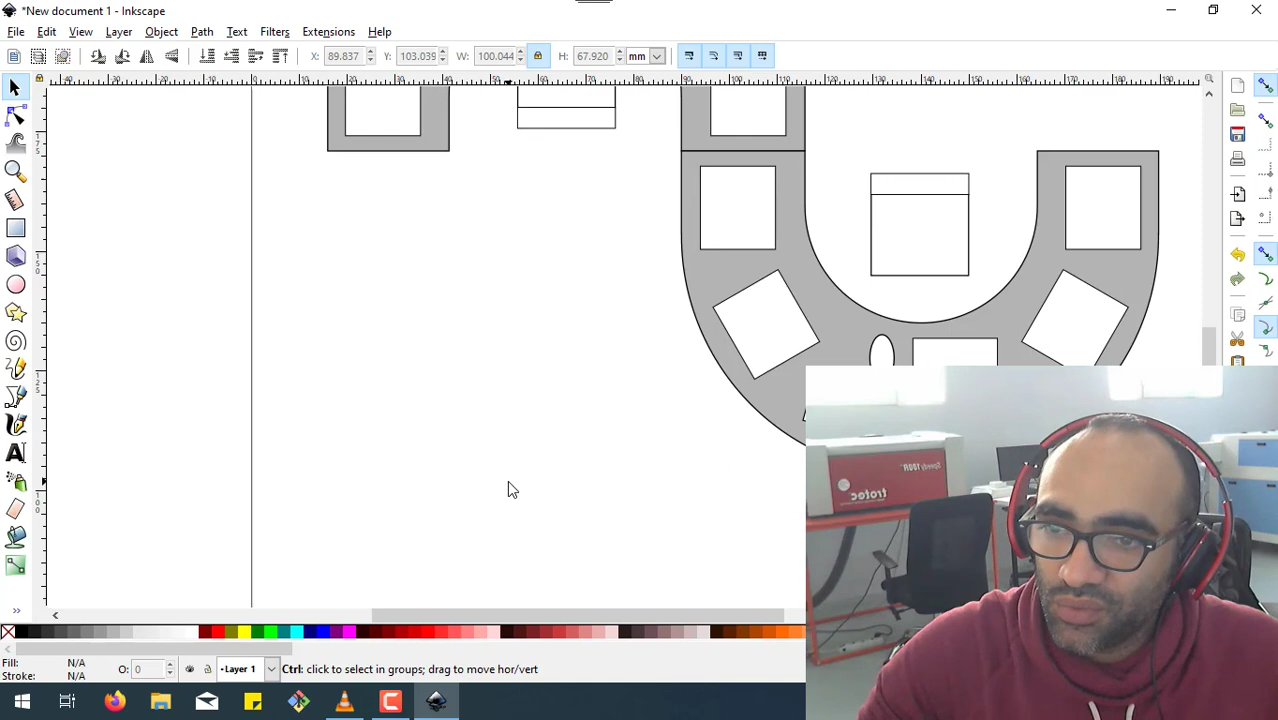 *New document 1 - Inkscape
File Edit View Layer Object Path Text Filters Extensions Help
X: 89.837 Y: 103.039 W: 100.044 H: 67.920 mm
Speedy 100R
trotec
Fill: N/A O: 0 Layer 1 Ctrl: click to select in groups; drag to move hor/vert
Stroke: N/A